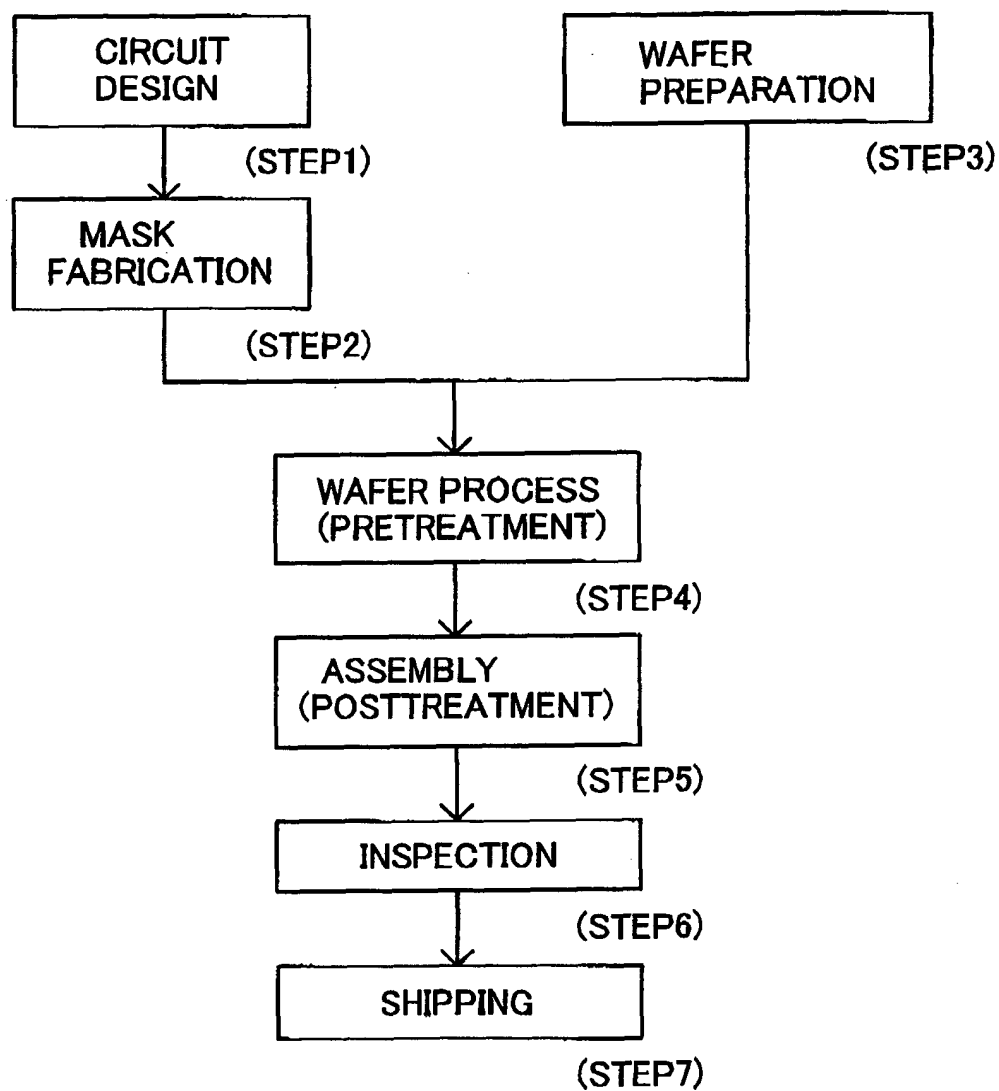 CIRCUIT
DESIGN
(STEP1)
MASK
FABRICATION
(STEP2)
WAFER
PREPARATION
(STEP3)
WAFER PROCESS
(PRETREATMENT)
(STEP4)
ASSEMBLY
(POSTTREATMENT)
(STEP5)
INSPECTION
(STEP6)
SHIPPING
(STEP7)